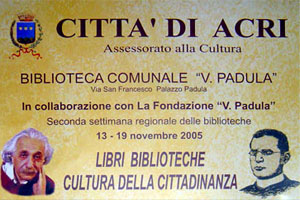 CITTA' DI ACRI
Assessorato alla Cultura
BIBLIOTECA COMUNALE "V. PADULA"
Via San Francesco Palazzo Padula
In collaborazione con La Fondazione "V. Padula"
Seconda settimana regionale delle biblioteche
13 - 19 novembre 2005
LIBRI BIBLIOTECHE
CULTURA DELLA CITTADINANZA